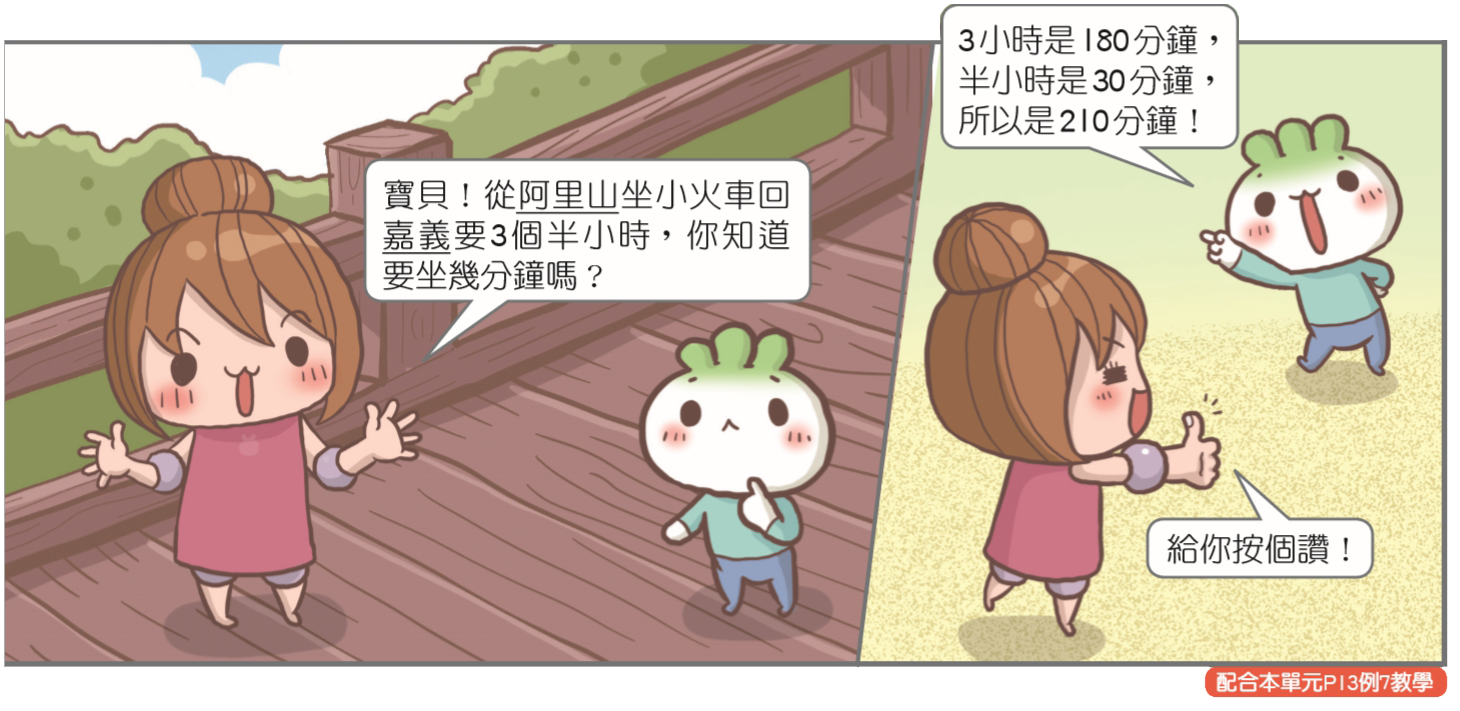 寶貝！從阿里山坐小火車回
嘉義要3個半小時，你知道
要坐幾分鐘嗎？
3小時是180分鐘，
半小時是30分鐘，
所以是210分鐘！
給你按個讚！
配合本單元P13例7教學